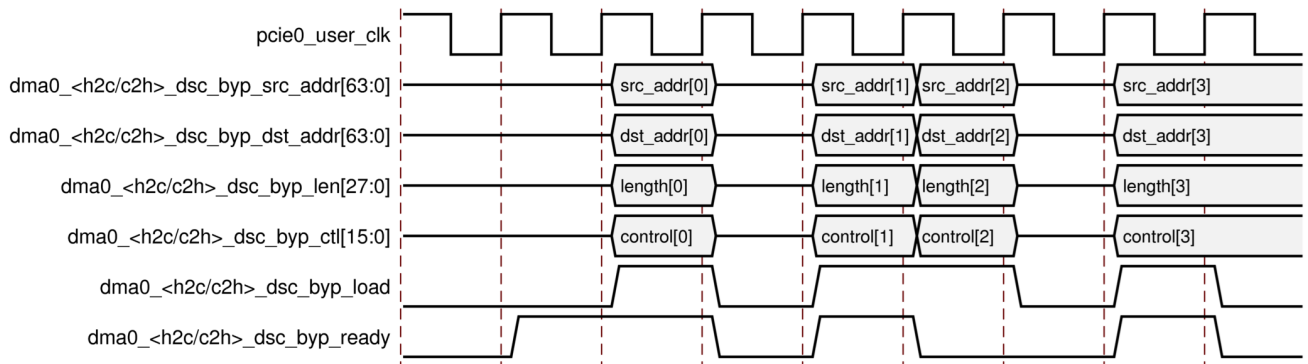 pcie0_user_clk
dma0_<h2c/c2h>_dsc_byp_src_addr[63:0] src_addr[0] src_addr[1] src_addr[2] src_addr[3]
dma0_<h2c/c2h>_dsc_byp_dst_addr[63:0] dst_addr[0] dst_addr[1] dst_addr[2] dst_addr[3]
dma0_<h2c/c2h>_dsc_byp_len[27:0] length[0] length[1] length[2] length[3]
dma0_<h2c/c2h>_dsc_byp_ctl[15:0] control[0] control[1] control[2] control[3]
dma0_<h2c/c2h>_dsc_byp_load
dma0_<h2c/c2h>_dsc_byp_ready